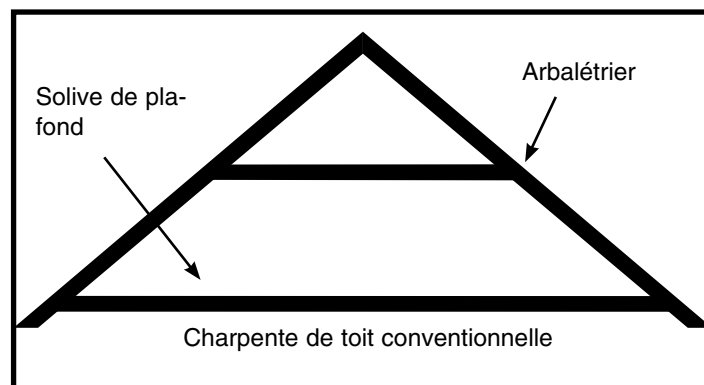 Arbalétrier
Solive de pla-
fond
Charpente de toit conventionnelle